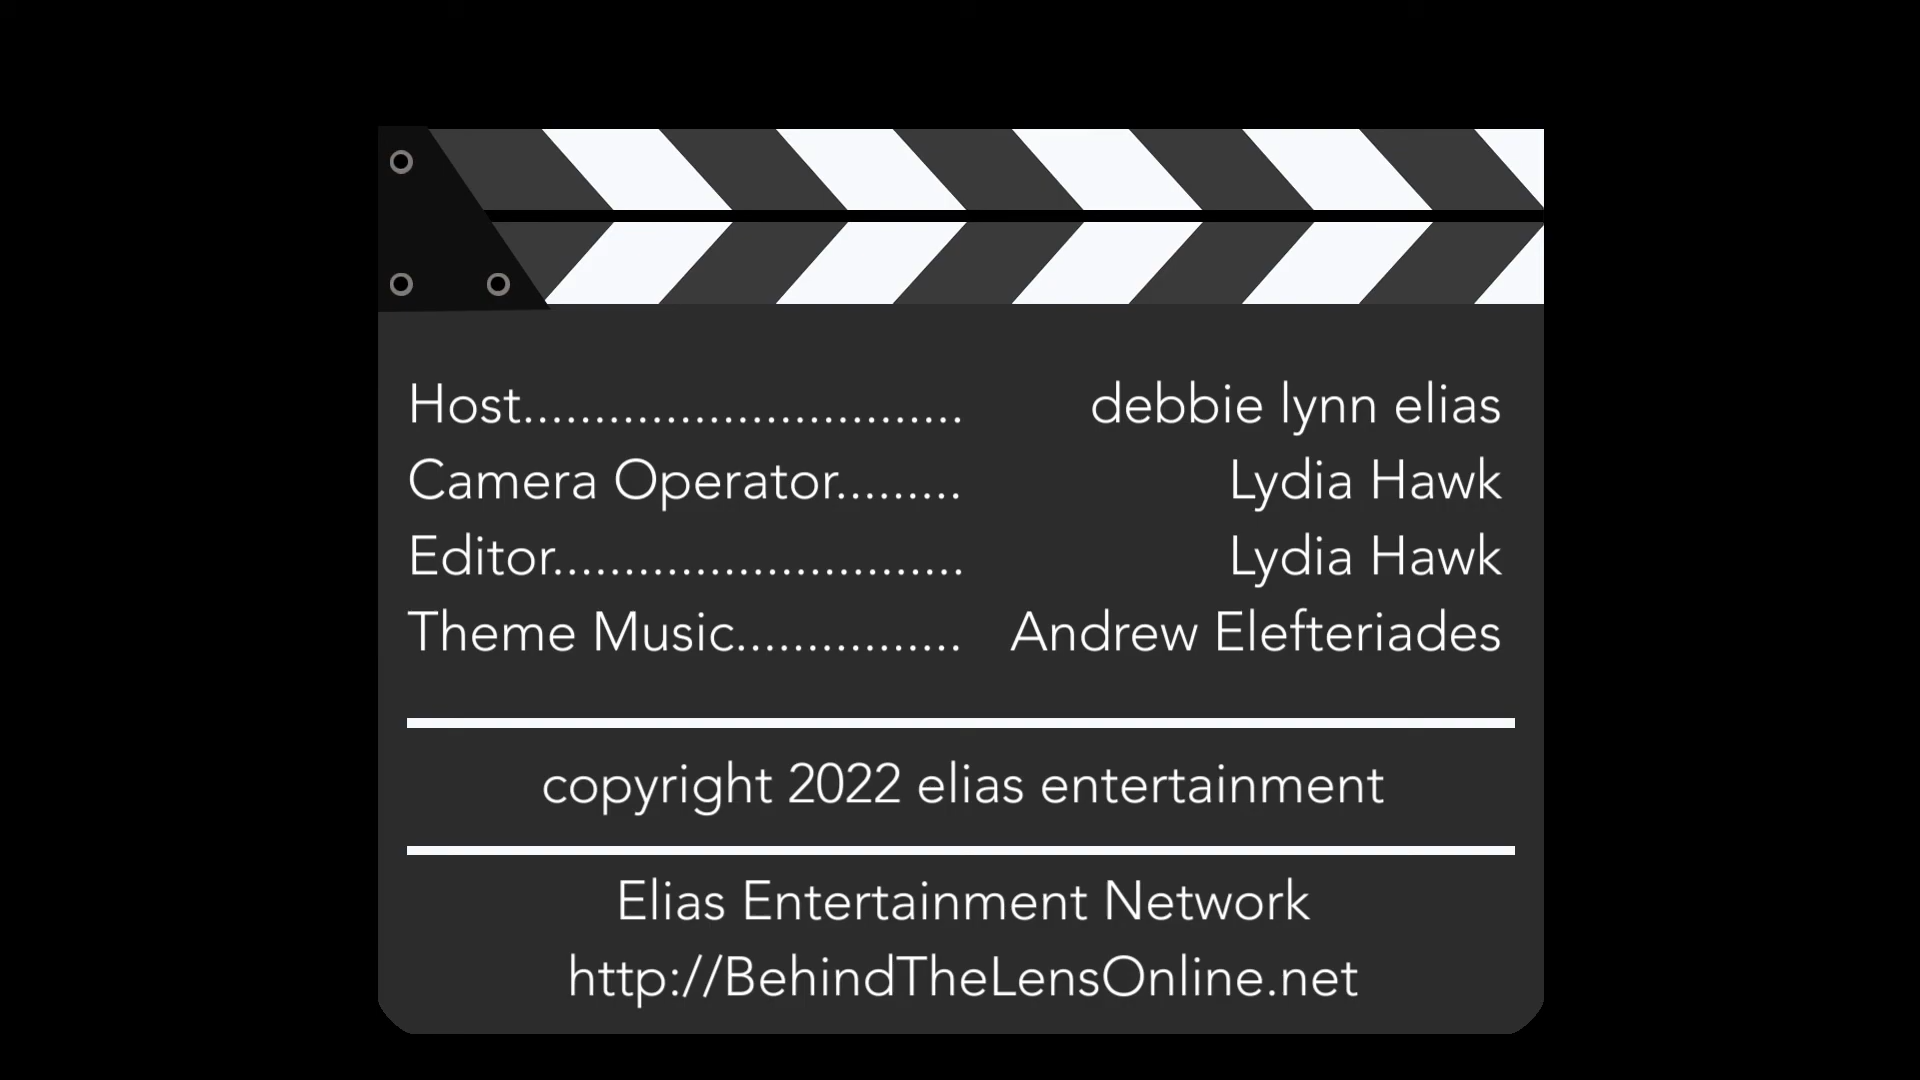 Host............................... debbie lynn elias
Camera Operator......... Lydia Hawk
Editor............................. Lydia Hawk
Theme Music................ Andrew Elefteriades
copyright 2022 elias entertainment
Elias Entertainment Network
http://BehindTheLensOnline.net